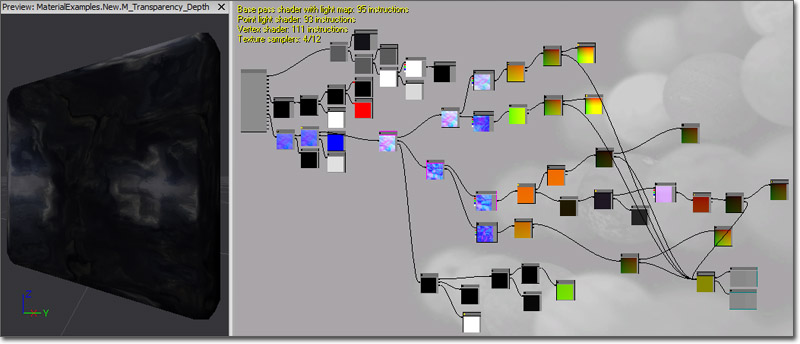 Preview: MaterialExamples.New.M_Transparency_Depth
Base pass shader with light map: 95 instructions
Point light shader: 93 instructions
Vertex shader: 111 instructions
Texture samplers: 4/12
Z
Y